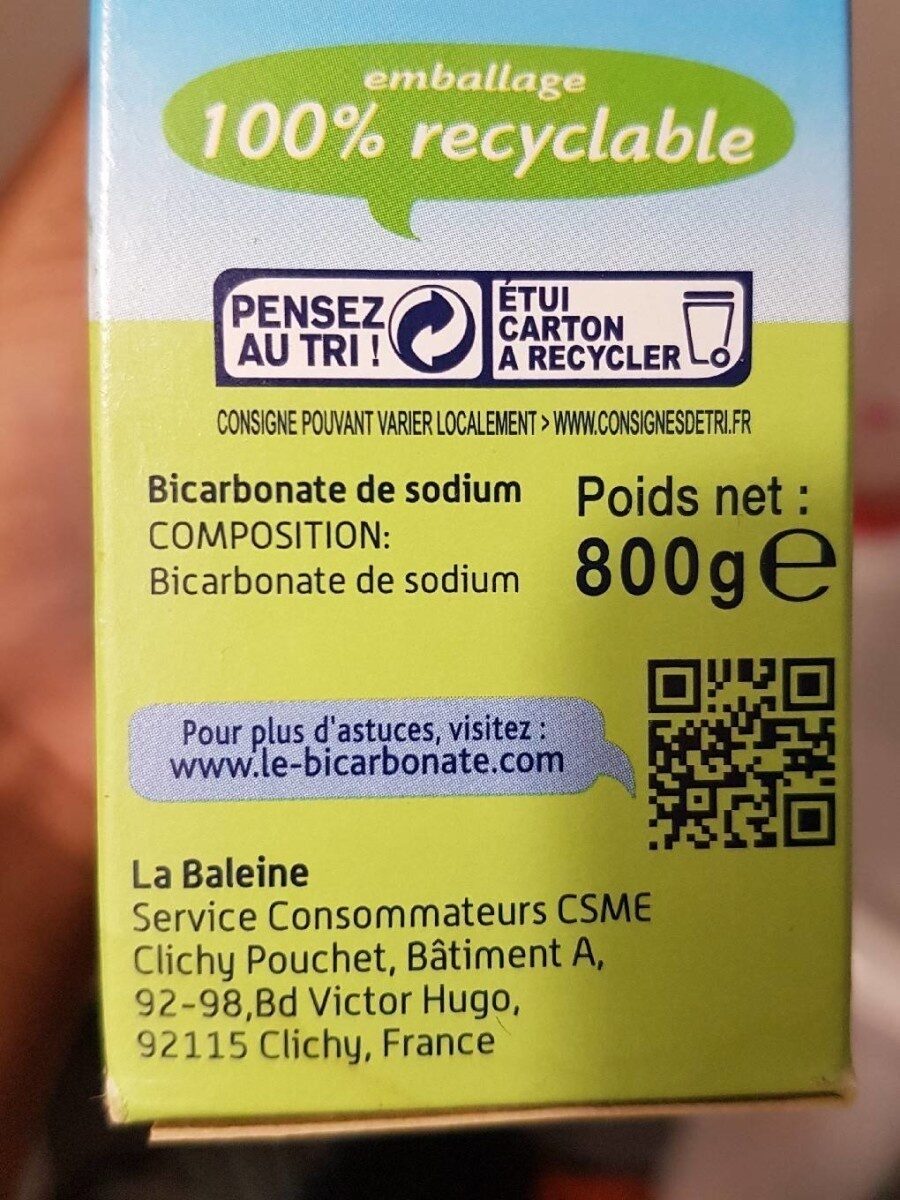 emballage
100% recyclable
PENSEZ
AU TRI !
ÉTUI
CARTON
A RECYCLER
CONSIGNE POUVANT VARIER LOCALEMENT > WWW.CONSIGNESDETRI.FR
Bicarbonate de sodium
COMPOSITION:
Bicarbonate de sodium
Poids net :
800g e
Pour plus d'astuces, visitez :
www.le-bicarbonate.com
La Baleine
Service Consommateurs CSME
Clichy Pouchet, Bâtiment A,
92-98,Bd Victor Hugo,
92115 Clichy, France